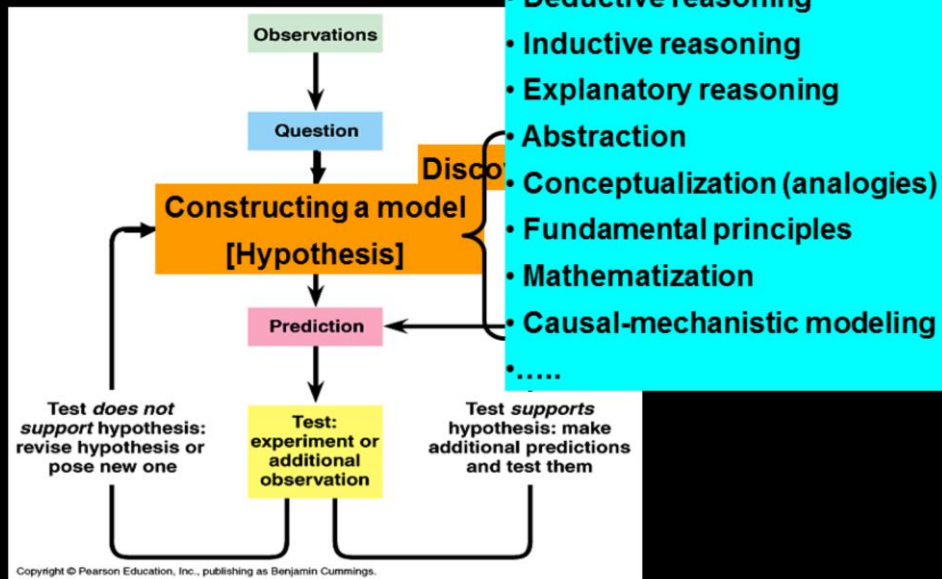 Observations
Question
Constructing a model
[Hypothesis]
Prediction
Test:
experiment or
additional
observation
Test does not
support hypothesis:
revise hypothesis or
pose new one
Test supports
hypothesis: make
additional predictions
and test them
• Deductive reasoning
• Inductive reasoning
• Explanatory reasoning
• Abstraction
• Conceptualization (analogies)
• Fundamental principles
• Mathematization
• Causal-mechanistic modeling
•.....
Copyright © Pearson Education, Inc., publishing as Benjamin Cummings.